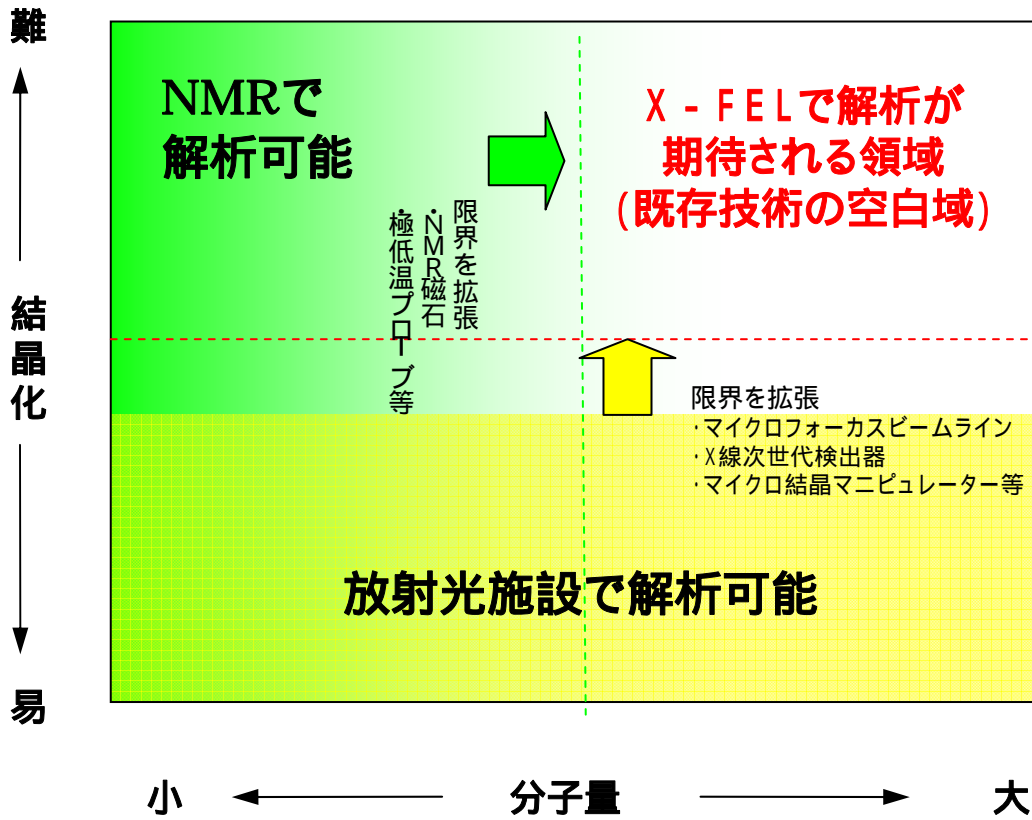 難
結晶化
易
NMRで
解析可能
限界を拡張
・NMR磁石
・極低温プローブ等
X-FELで解析が
期待される領域
(既存技術の空白域)
限界を拡張
・マイクロフォーカスビームライン
・X線次世代検出器
・マイクロ結晶マニピュレーター等
放射光施設で解析可能
小
分子量
大